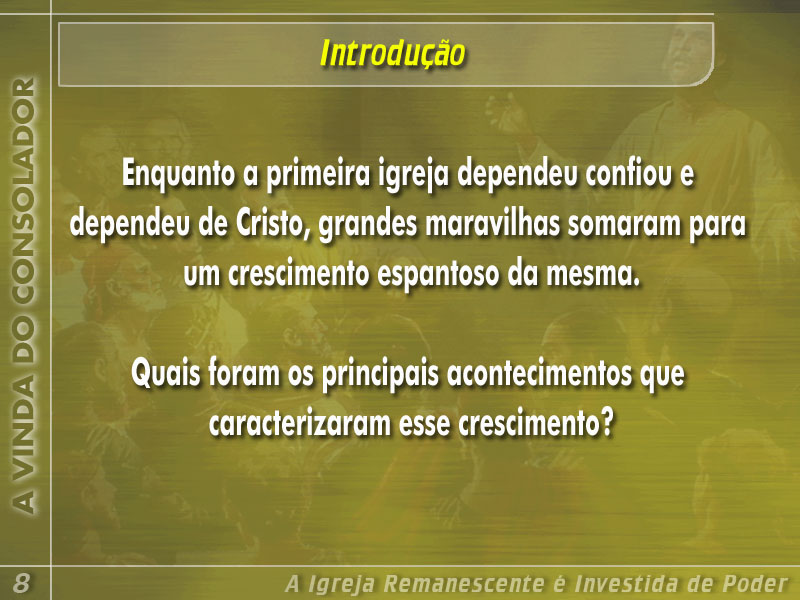 Introdução
A VINDA DO CONSOLADOR
Enquanto a primeira igreja dependeu confiou e
dependeu de Cristo, grandes maravilhas somaram para
um crescimento espantoso da mesma.
Quais foram os principais acontecimentos que
caracterizaram esse crescimento?
8
A Igreja Remanescente é Investida de Poder